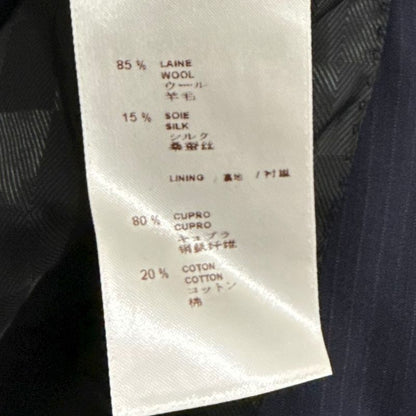 85 % LAINE
WOOL
ウール
羊毛
15 % SOIE
SILK
シルク
桑蚕丝
LINING / 裏地 / 衬里
80 % CUPRO
CUPRO
キュプラ
铜氨纤维
20 % COTON
COTTON
コットン
棉